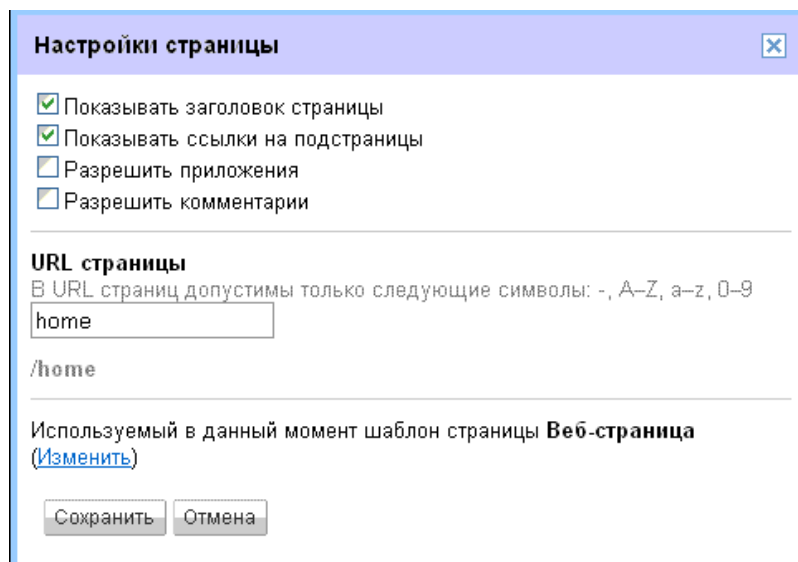 Настройки страницы
Показывать заголовок страницы
Показывать ссылки на подстраницы
Разрешить приложения
Разрешить комментарии
URL страницы
В URL страниц допустимы только следующие символы: -, A–Z, a–z, 0–9
home
/home
Используемый в данный момент шаблон страницы Веб-страница
(Изменить)
Сохранить Отмена